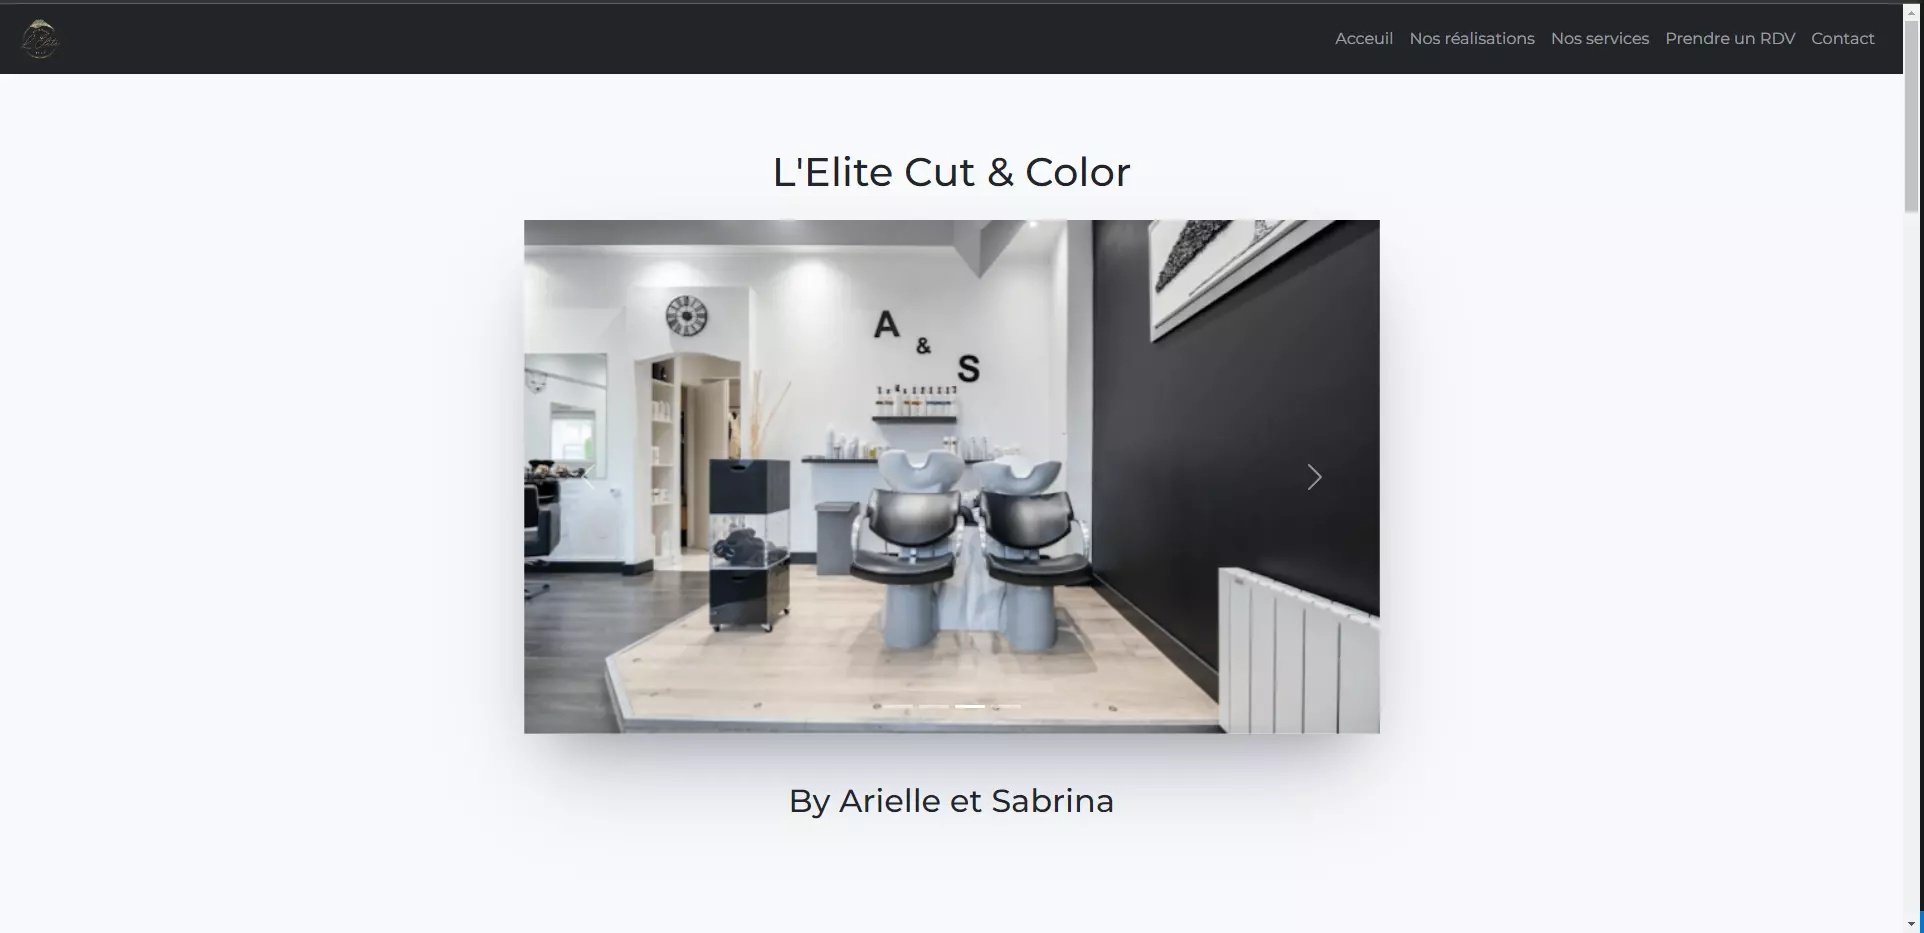 Acceuil Nos réalisations Nos services Prendre un RDV Contact
L'Elite Cut & Color
A
&
S
By Arielle et Sabrina